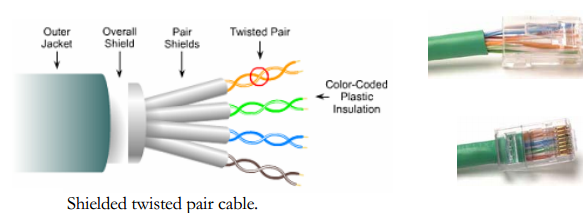 Outer
Jacket
Overall
Shield
Pair
Shields
Twisted Pair
Color-Coded
Plastic
Insulation
Shielded twisted pair cable.